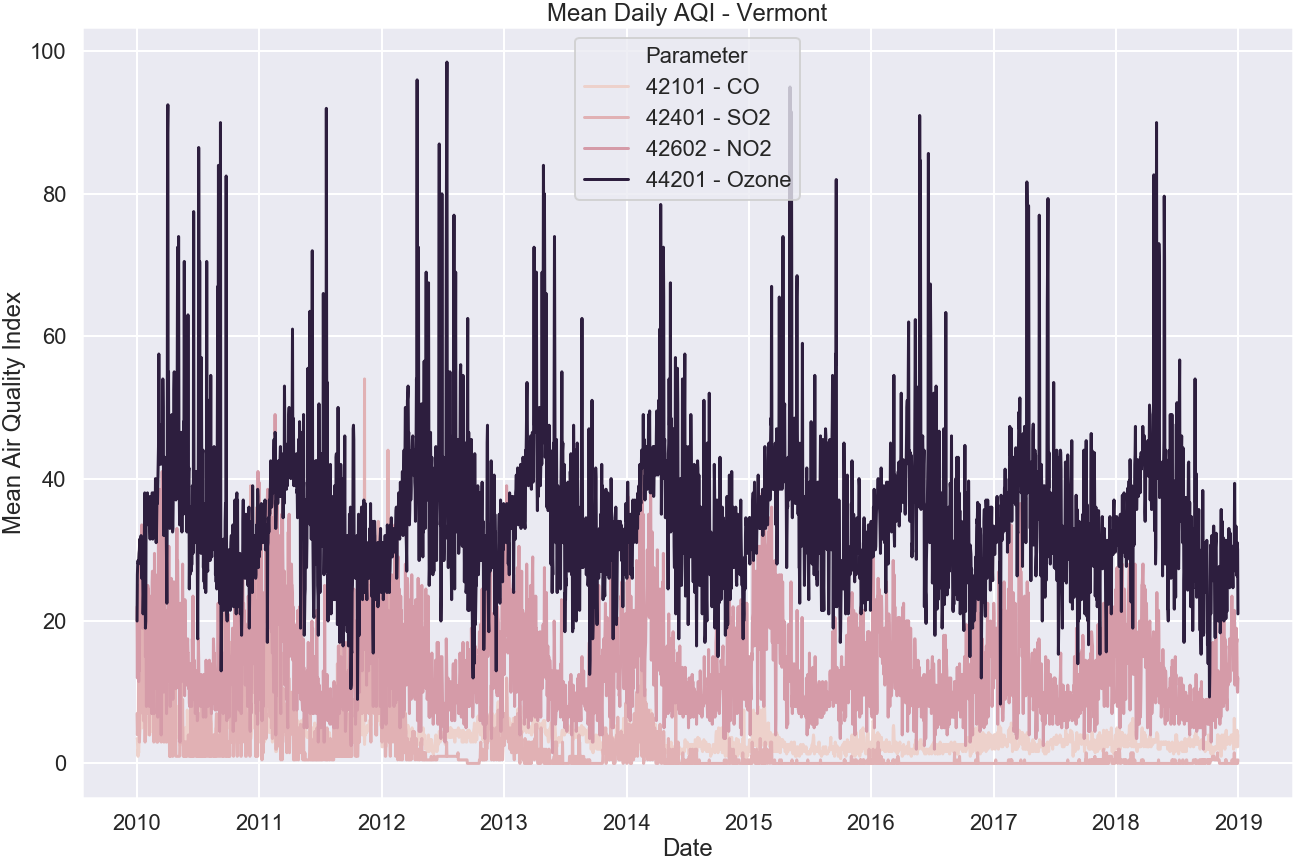 Mean Daily AQI - Vermont
Parameter
42101 - CO
42401 - SO2
42602 - NO2
44201 - Ozone
Mean Air Quality Index
100
80
60
40
20
0
2010 2011 2012 2013 2014 2015 2016 2017 2018 2019
Date